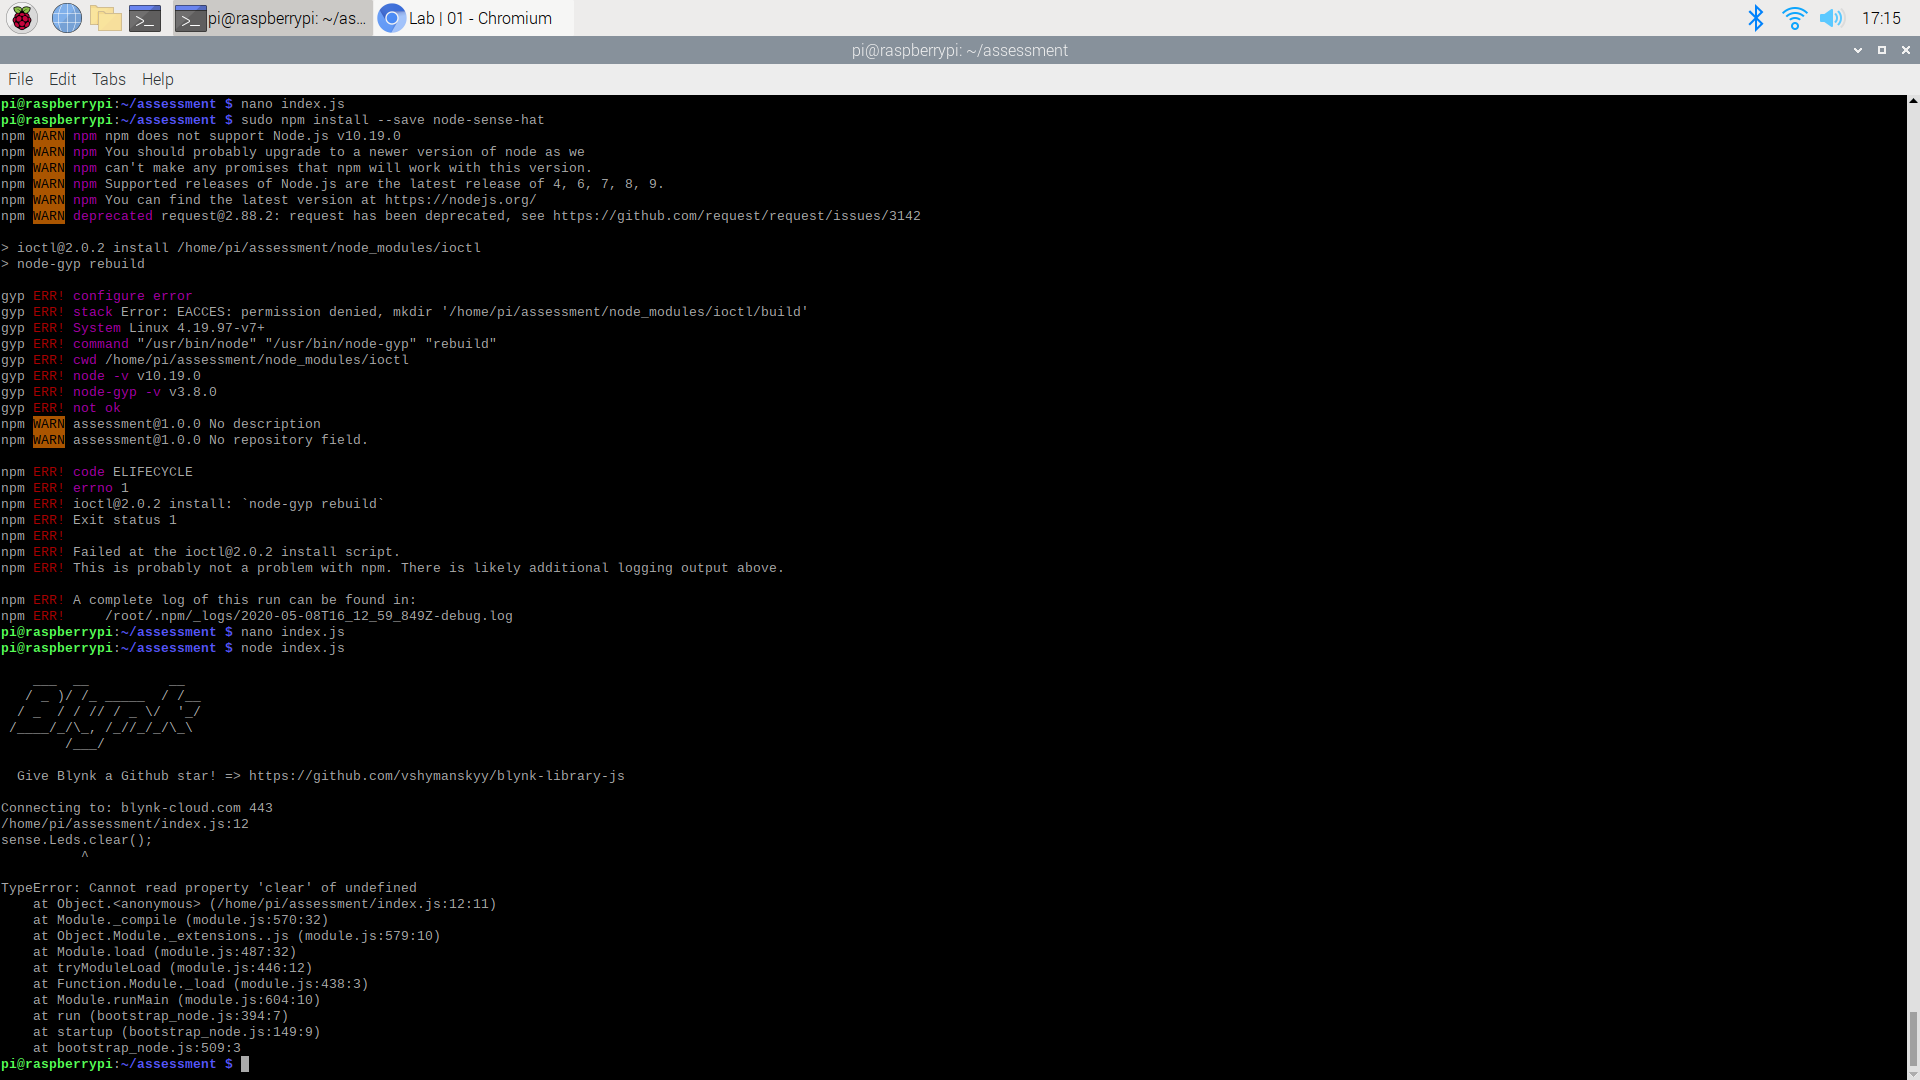 pi@raspberrypi: ~/as...
Lab | 01 - Chromium
17:15
pi@raspberrypi: ~/assessment
File Edit Tabs Help
pi@raspberrypi:~/assessment $ nano index.js
pi@raspberrypi:~/assessment $ sudo npm install --save node-sense-hat
npm WARN npm npm does not support Node.js v10.19.0
npm WARN npm You should probably upgrade to a newer version of node as we
npm WARN npm can't make any promises that npm will work with this version.
npm WARN npm Supported releases of Node.js are the latest release of 4, 6, 7, 8, 9.
npm WARN npm You can find the latest version at https://nodejs.org/
npm WARN deprecated request@2.88.2: request has been deprecated, see https://github.com/request/request/issues/3142
> ioctl@2.0.2 install /home/pi/assessment/node_modules/ioctl
> node-gyp rebuild
gyp ERR! configure error
gyp ERR! stack Error: EACCES: permission denied, mkdir '/home/pi/assessment/node_modules/ioctl/build'
gyp ERR! System Linux 4.19.97-v7+
gyp ERR! command "/usr/bin/node" "/usr/bin/node-gyp" "rebuild"
gyp ERR! cwd /home/pi/assessment/node_modules/ioctl
gyp ERR! node -v v10.19.0
gyp ERR! node-gyp -v v3.8.0
gyp ERR! not ok
npm WARN assessment@1.0.0 No description
npm WARN assessment@1.0.0 No repository field.
npm ERR! code ELIFECYCLE
npm ERR! errno 1
npm ERR! ioctl@2.0.2 install: `node-gyp rebuild`
npm ERR! Exit status 1
npm ERR!
npm ERR! Failed at the ioctl@2.0.2 install script.
npm ERR! This is probably not a problem with npm. There is likely additional logging output above.
npm ERR! A complete log of this run can be found in:
npm ERR!     /root/.npm/_logs/2020-05-08T16_12_59_849Z-debug.log
pi@raspberrypi:~/assessment $ nano index.js
pi@raspberrypi:~/assessment $ node index.js
    ___  __          __
   / _ )/ /_ _____  / /__
  / _  / / // / _ \/  '_/
 /____/_/\_, /_//_/_/\_\
        /___/
  Give Blynk a Github star! => https://github.com/vshymanskyy/blynk-library-js
Connecting to: blynk-cloud.com 443
/home/pi/assessment/index.js:12
sense.Leds.clear();
          ^
TypeError: Cannot read property 'clear' of undefined
    at Object.<anonymous> (/home/pi/assessment/index.js:12:11)
    at Module._compile (module.js:570:32)
    at Object.Module._extensions..js (module.js:579:10)
    at Module.load (module.js:487:32)
    at tryModuleLoad (module.js:446:12)
    at Function.Module._load (module.js:438:3)
    at Module.runMain (module.js:604:10)
    at run (bootstrap_node.js:394:7)
    at startup (bootstrap_node.js:149:9)
    at bootstrap_node.js:509:3
pi@raspberrypi:~/assessment $